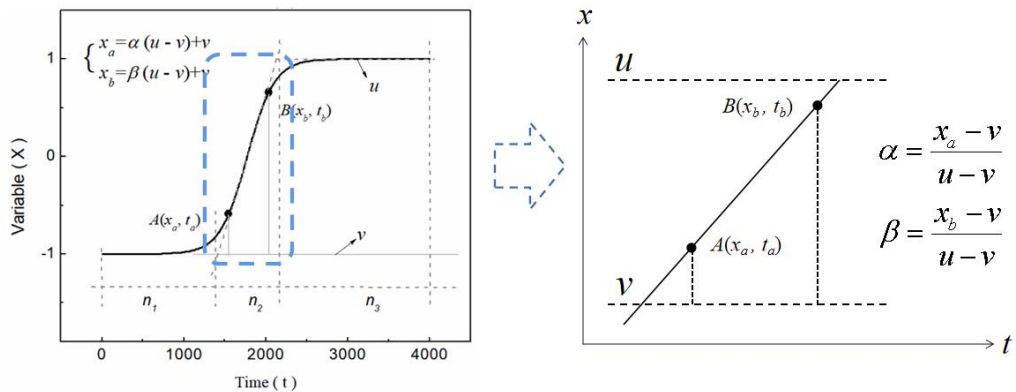 x_a=α(u - v)+v
x_b=β(u - v)+v
Variable ( X )
1
0
-1
u
B(x_b, t_b)
A(x_a, t_a)
v
n_1
n_2
n_3
0
1000
2000
3000
4000
Time ( t )
x
u
B(x_b, t_b)
A(x_a, t_a)
v
t
α = (x_a − v) / (u − v)
β = (x_b − v) / (u − v)